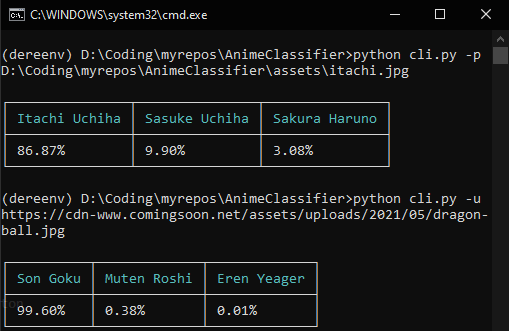 C:\WINDOWS\system32\cmd.exe
(dereenv) D:\Coding\myrepos\AnimeClassifier>python cli.py -p
D:\Coding\myrepos\AnimeClassifier\assets\itachi.jpg
Itachi Uchiha Sasuke Uchiha Sakura Haruno
86.87% 9.90% 3.08%
(dereenv) D:\Coding\myrepos\AnimeClassifier>python cli.py -u
https://cdn-www.comingsoon.net/assets/uploads/2021/05/dragon-
ball.jpg
Son Goku Muten Roshi Eren Yeager
99.60% 0.38% 0.01%